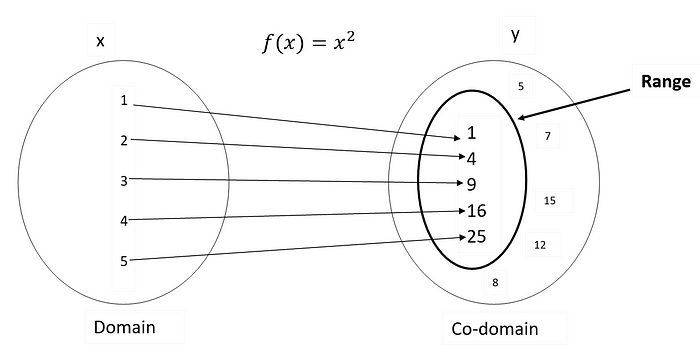 x
f(x) = x²
y
Range
1
2
3
4
5
1
4
9
16
25
5
7
15
12
8
Domain
Co-domain